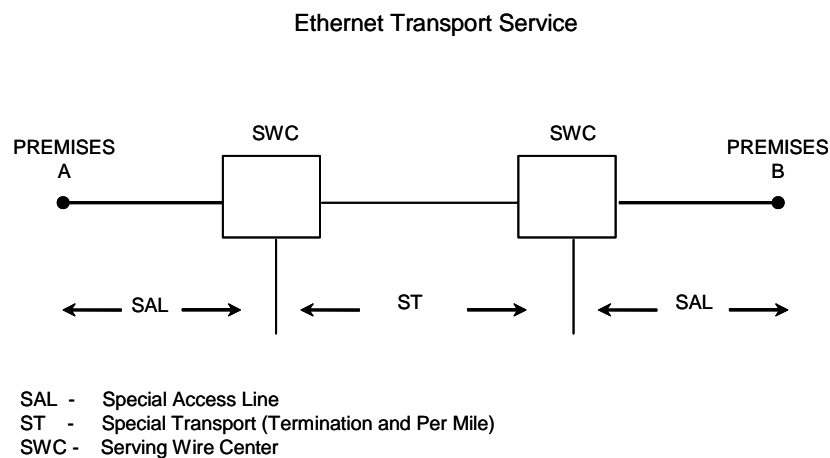 Ethernet Transport Service
SWC
SWC
PREMISES
A
PREMISES
B
SAL
ST
SAL
SAL - Special Access Line
ST - Special Transport (Termination and Per Mile)
SWC - Serving Wire Center